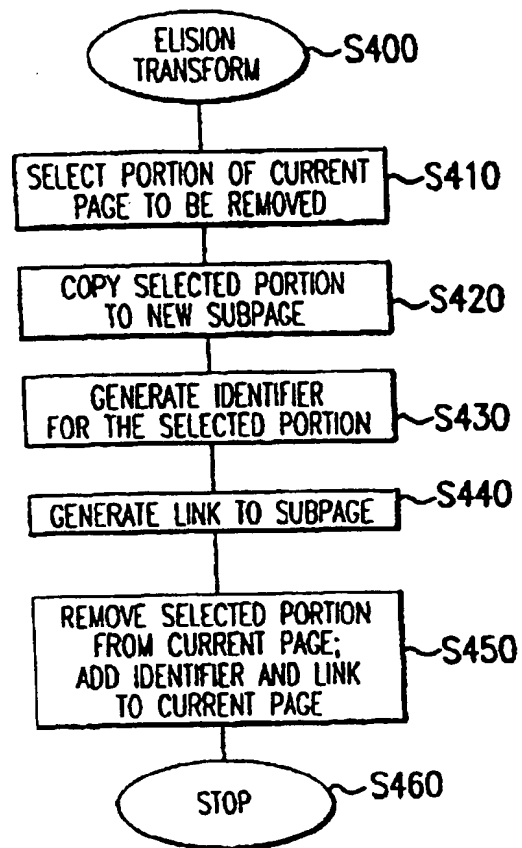 ELISION
TRANSFORM
S400
SELECT PORTION OF CURRENT
PAGE TO BE REMOVED
S410
COPY SELECTED PORTION
TO NEW SUBPAGE
S420
GENERATE IDENTIFIER
FOR THE SELECTED PORTION
S430
GENERATE LINK TO SUBPAGE
S440
REMOVE SELECTED PORTION
FROM CURRENT PAGE;
ADD IDENTIFIER AND LINK
TO CURRENT PAGE
S450
STOP
S460